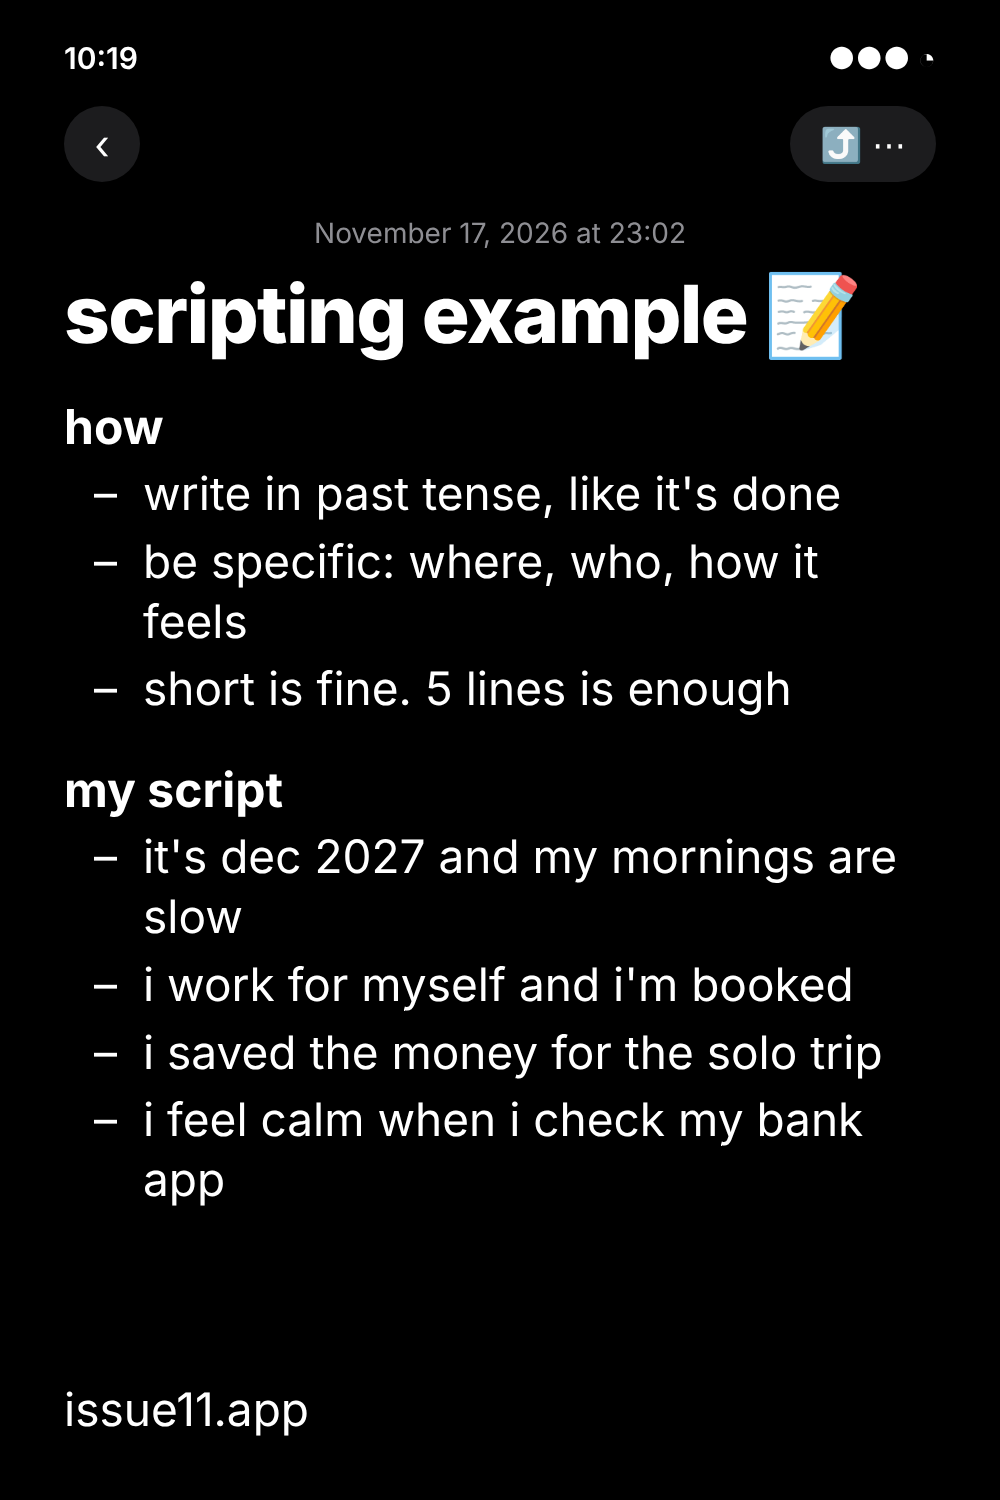 10:19
November 17, 2026 at 23:02
scripting example 📝
how
– write in past tense, like it's done
– be specific: where, who, how it
feels
– short is fine. 5 lines is enough
my script
– it's dec 2027 and my mornings are
slow
– i work for myself and i'm booked
– i saved the money for the solo trip
– i feel calm when i check my bank
app
issue11.app